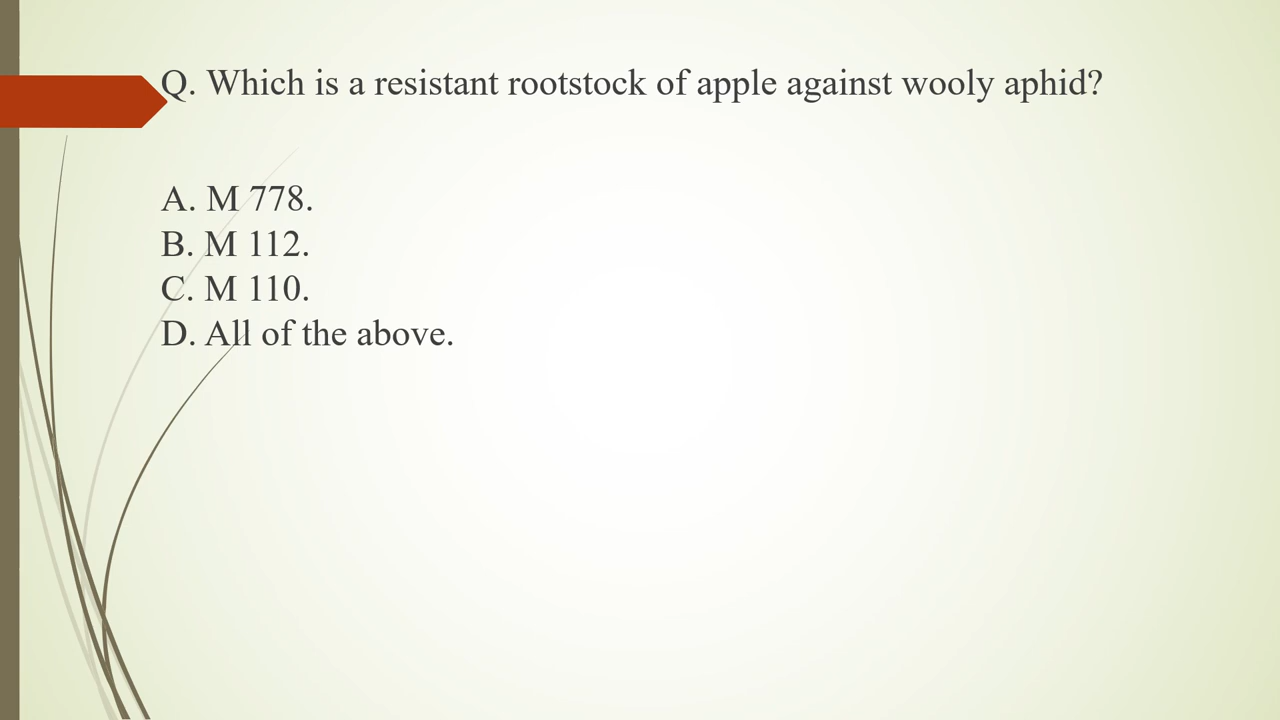 Q. Which is a resistant rootstock of apple against wooly aphid?
A. M 778.
B. M 112.
C. M 110.
D. All of the above.